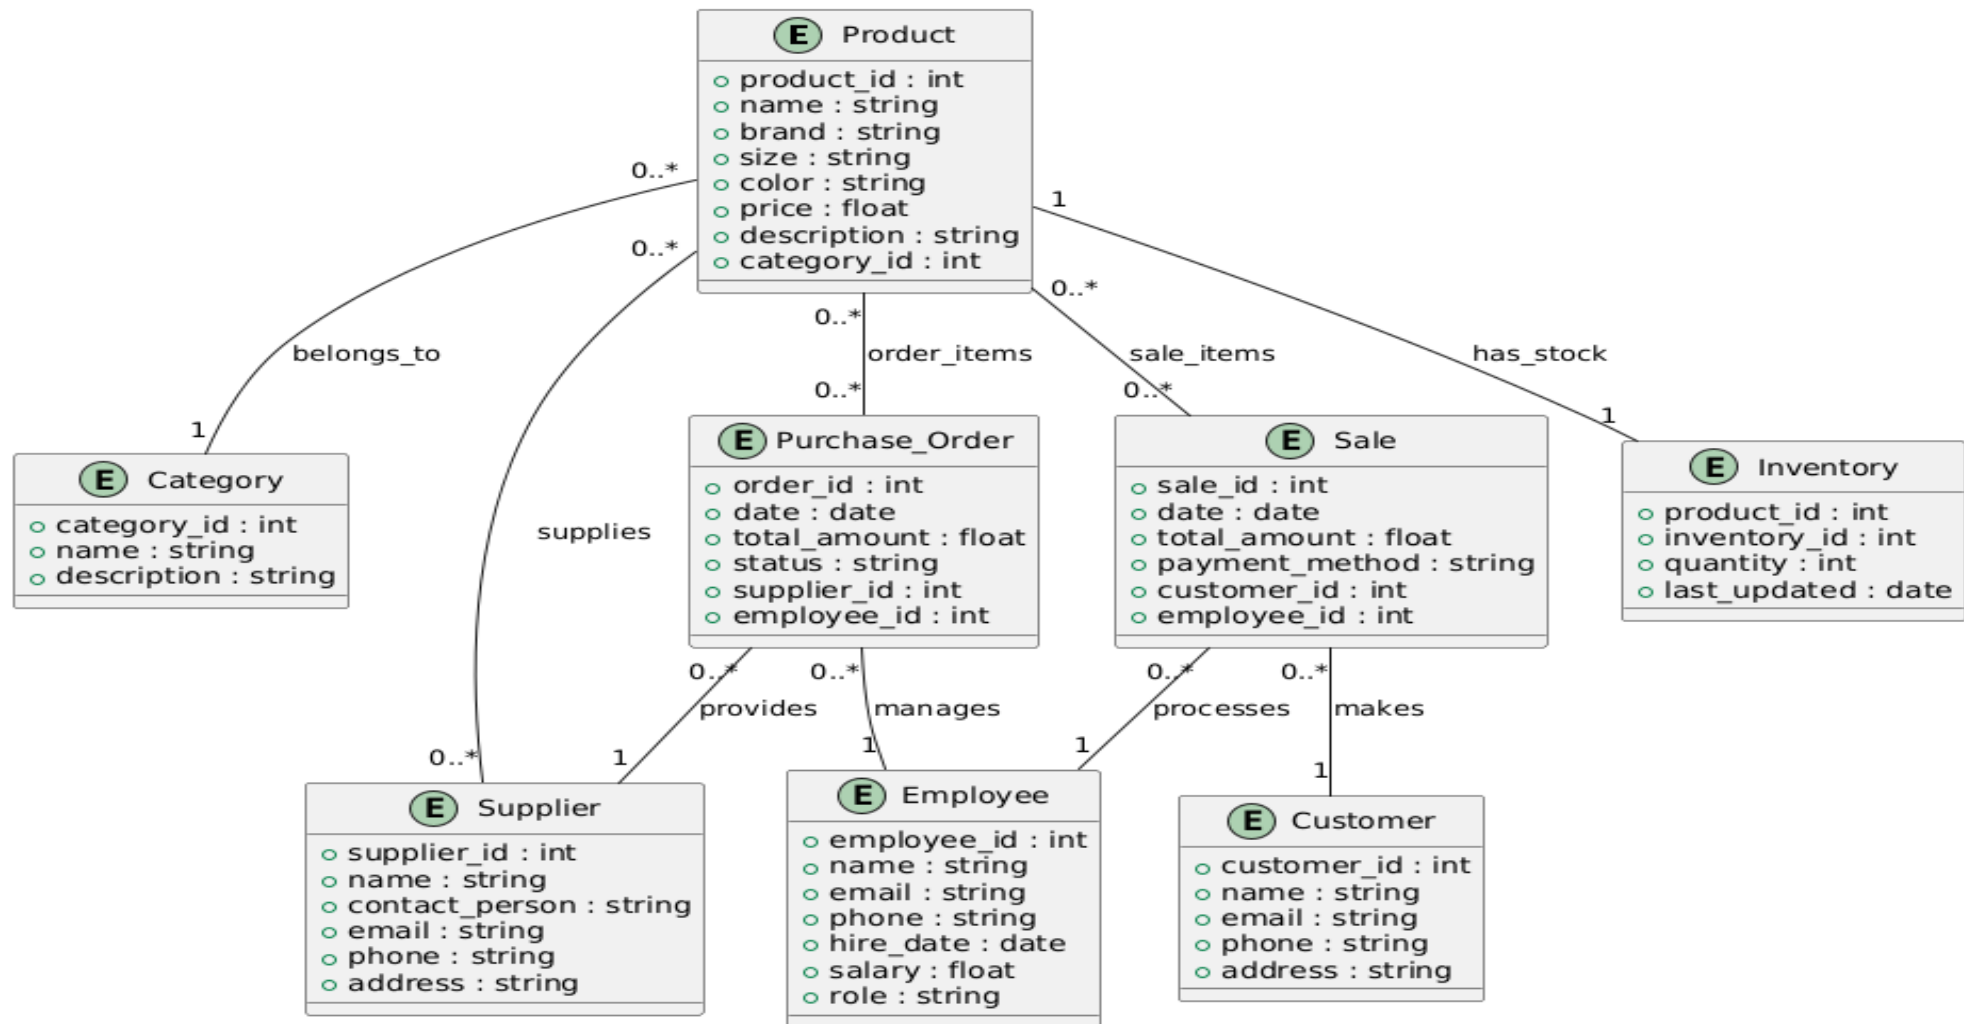 E Product
product_id : int
name : string
brand : string
size : string
color : string
price : float
description : string
category_id : int
0..*
0..*
1
0..*
0..*
belongs_to
order_items
sale_items
has_stock
0..*
0..*
1
1
E Category
category_id : int
name : string
description : string
supplies
E Purchase_Order
order_id : int
date : date
total_amount : float
status : string
supplier_id : int
employee_id : int
E Sale
sale_id : int
date : date
total_amount : float
payment_method : string
customer_id : int
employee_id : int
E Inventory
product_id : int
inventory_id : int
quantity : int
last_updated : date
0..*
0..*
0..*
0..*
provides
manages
processes
makes
0..*
1
1
1
1
E Supplier
supplier_id : int
name : string
contact_person : string
email : string
phone : string
address : string
E Employee
employee_id : int
name : string
email : string
phone : string
hire_date : date
salary : float
role : string
E Customer
customer_id : int
name : string
email : string
phone : string
address : string